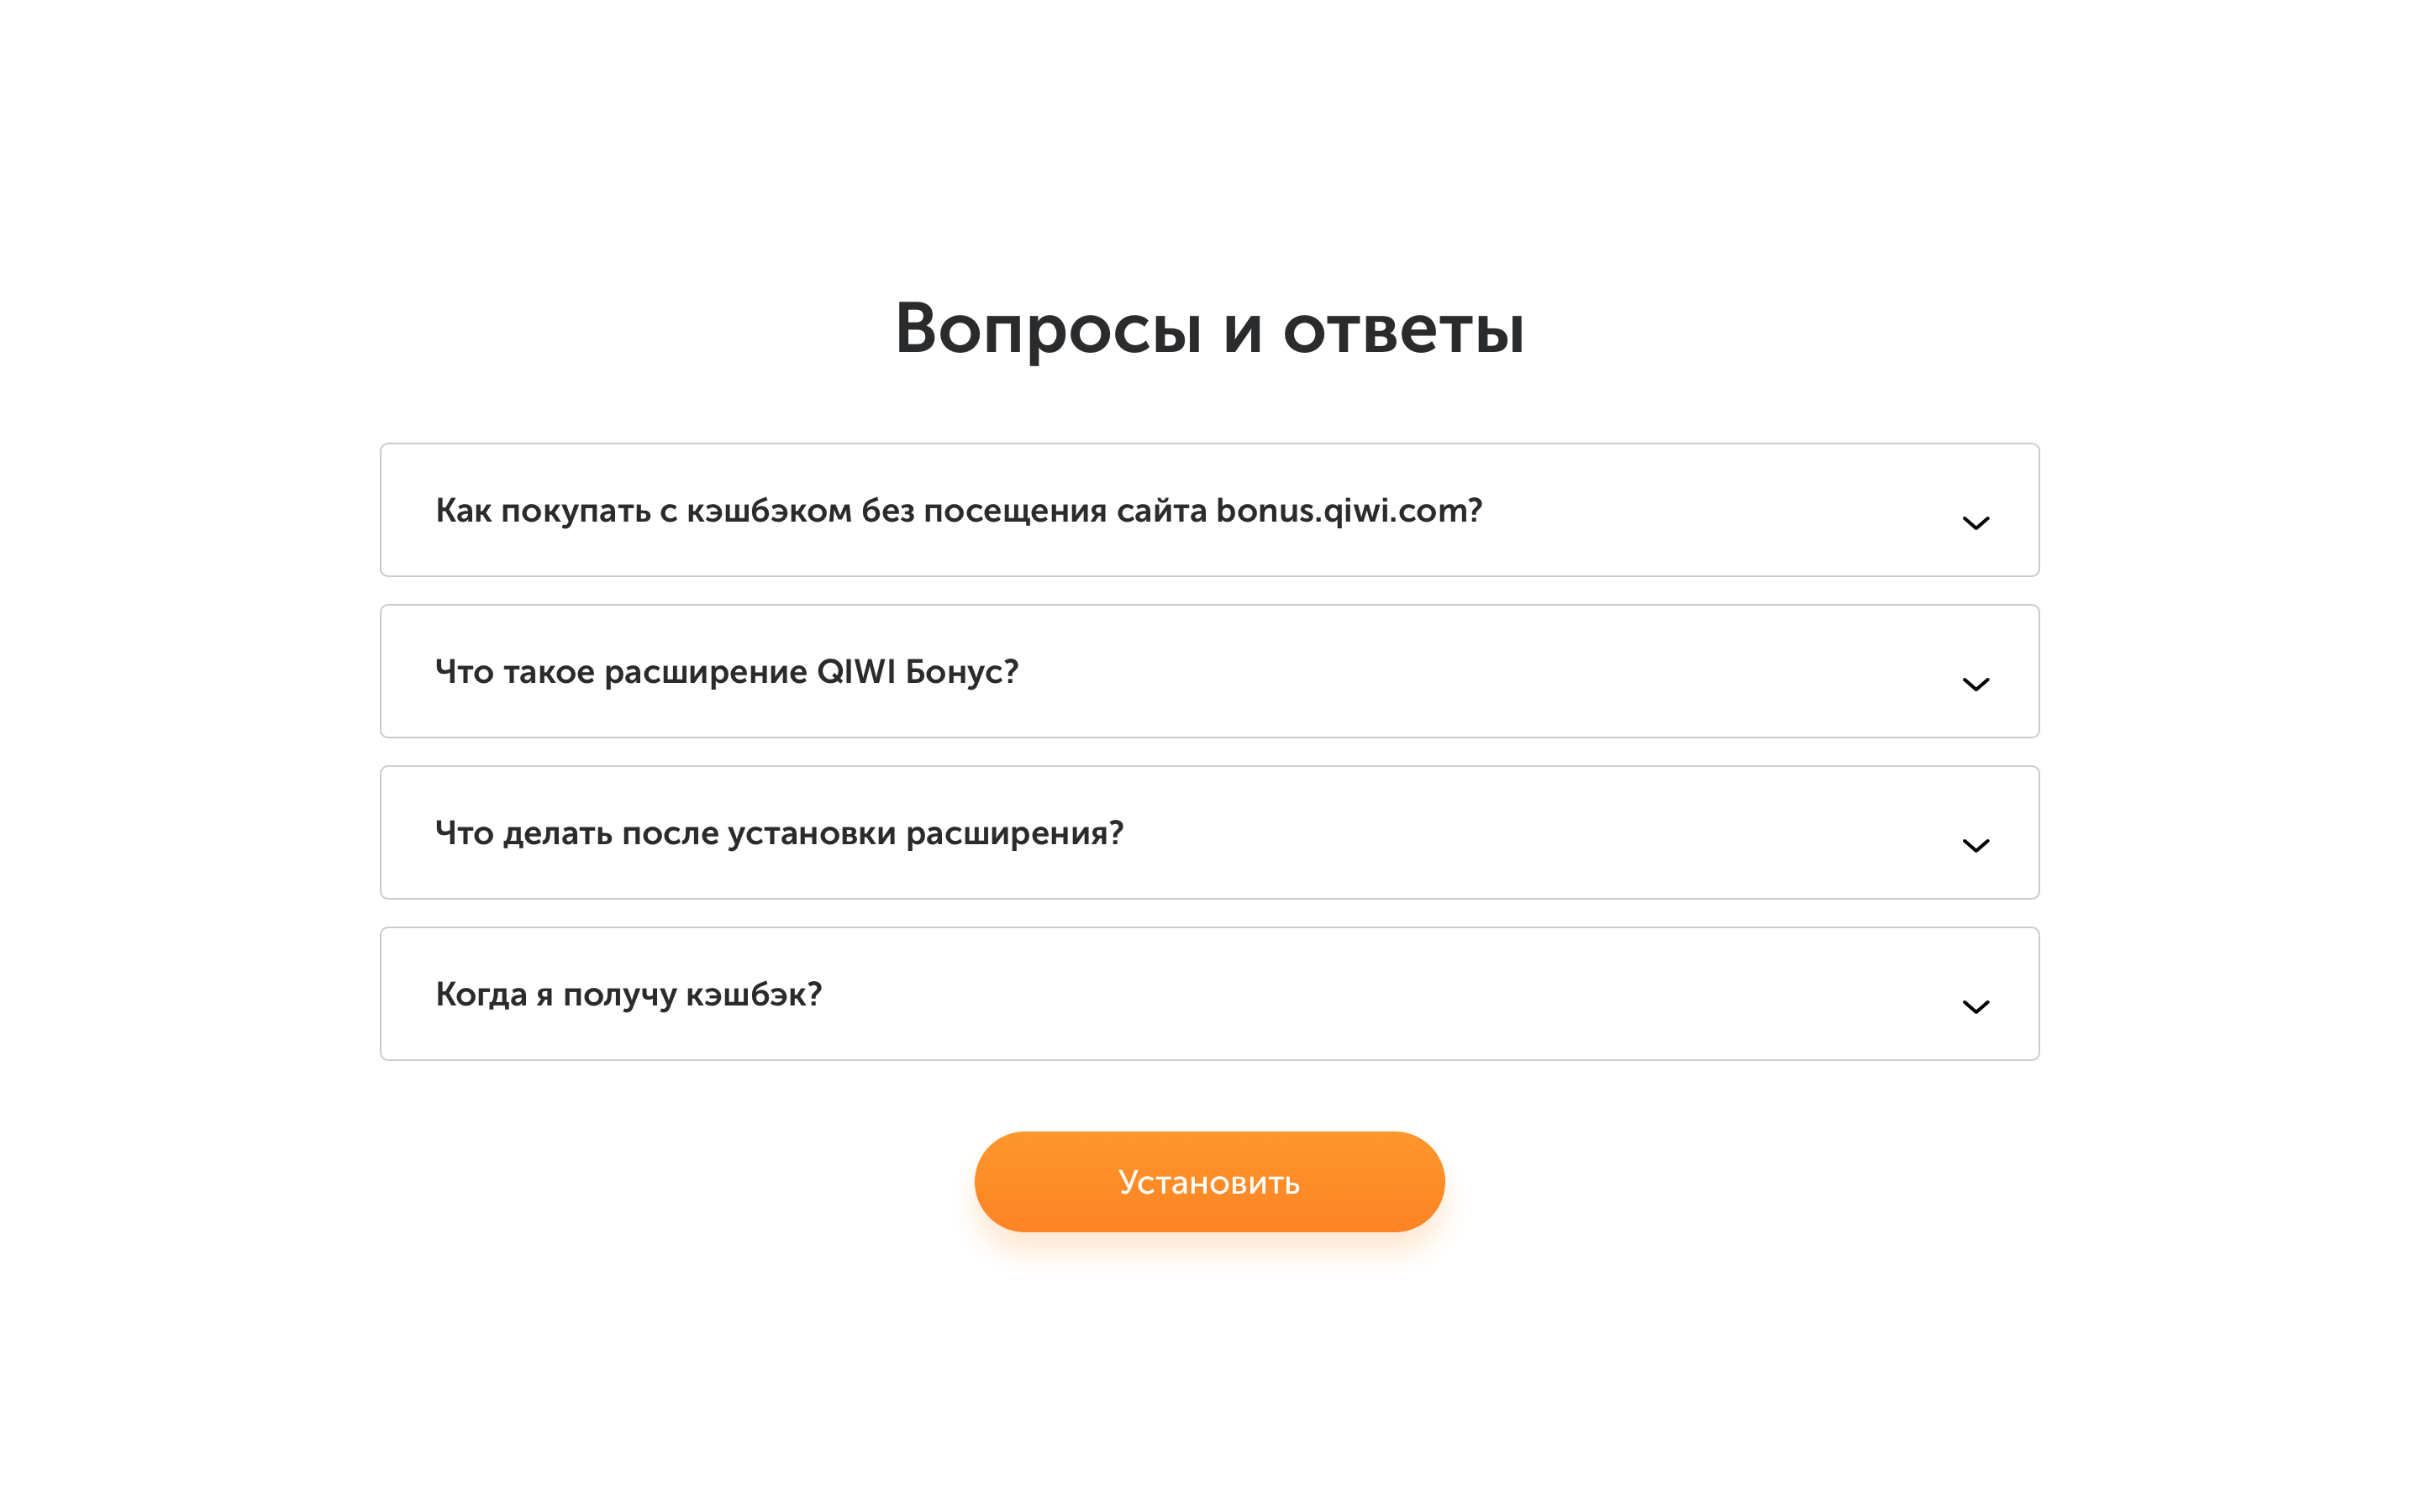 Вопросы и ответы
Как покупать с кэшбэком без посещения сайта bonus.qiwi.com?
Что такое расширение QIWI Бонус?
Что делать после установки расширения?
Когда я получу кэшбэк?
Установить